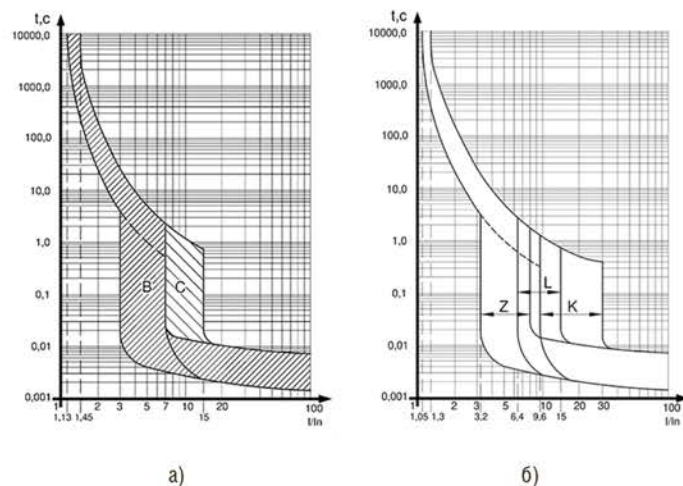 t,c
10000,0
1000,0
100,0
10,0
1,0
0,1
0,01
0,001
B
C
1 2 3 5 7 10 20 100
1,13 1,45 15 I/In
а)
t,c
10000,0
1000,0
100,0
10,0
1,0
0,1
0,01
0,001
Z
L
K
1 2 3 5 10 20 30 100
1,05 1,3 3,2 6,4 9,6 15 I/In
б)